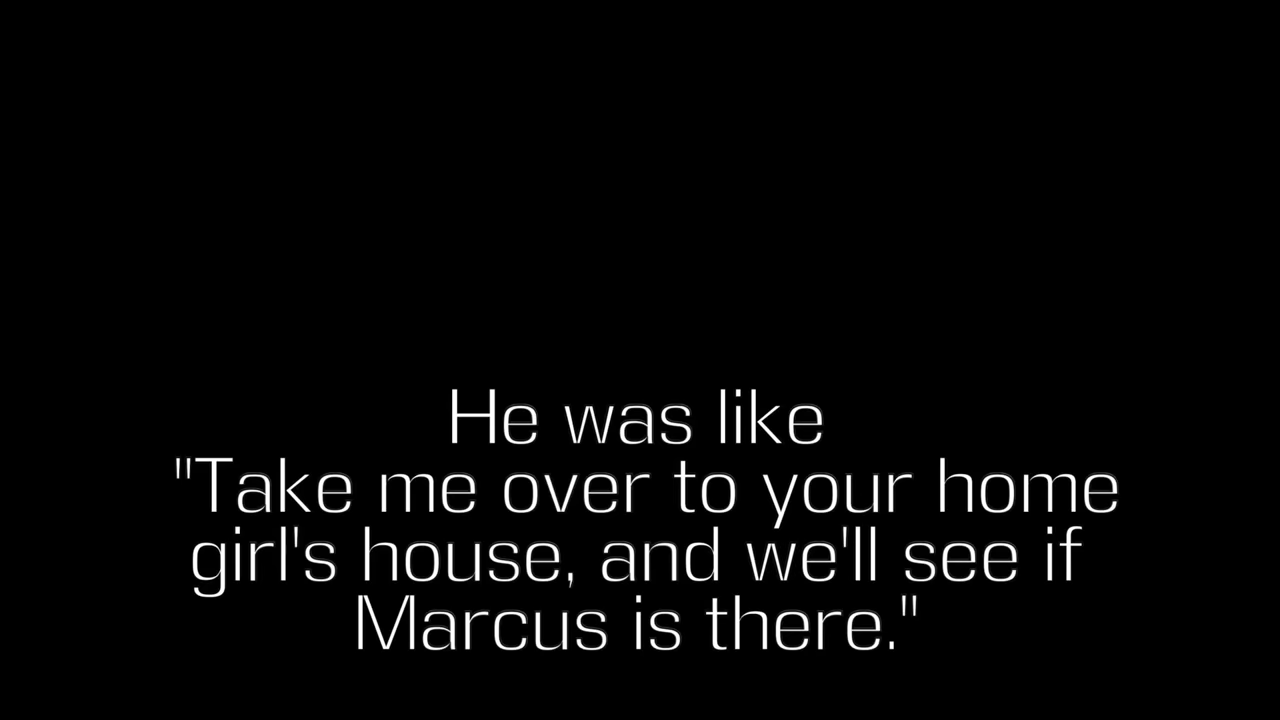 He was like
"Take me over to your home
girl's house, and we'll see if
Marcus is there."